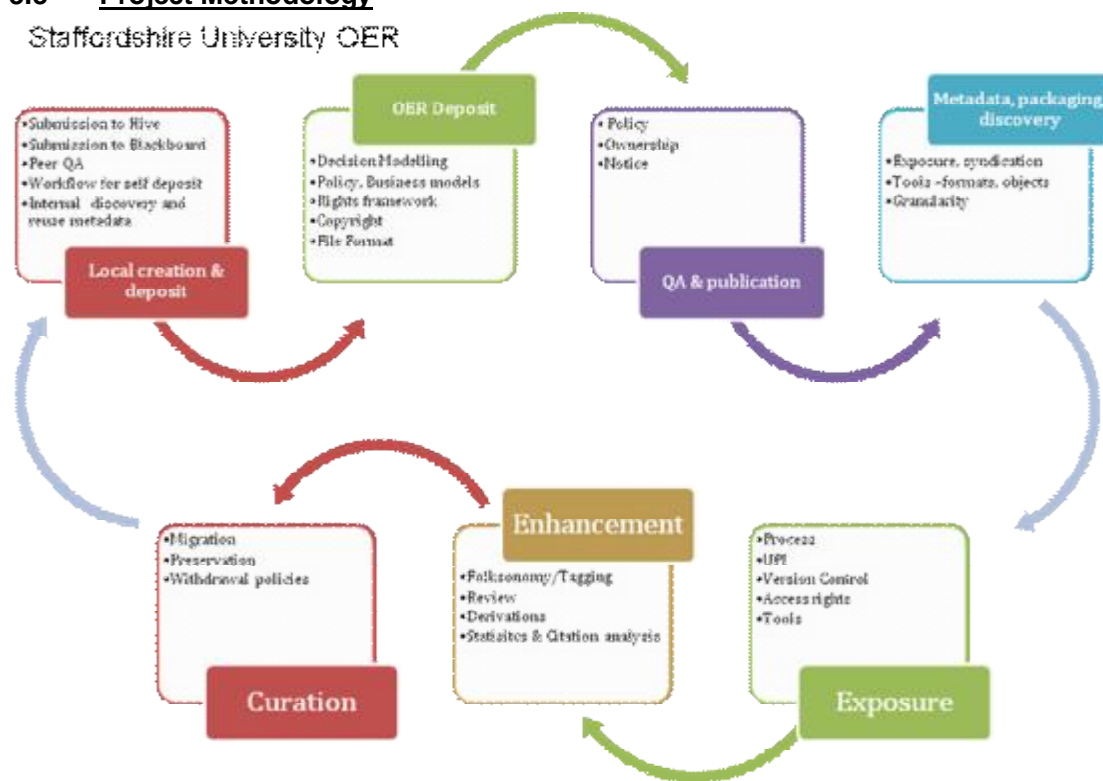 Project Methodology
Staffordshire University OER
•Submission to Hive
•Submission to Blackboard
•Peer QA
•Workflow for self deposit
•Internal discovery and
reuse metadata
Local creation &
deposit
OER Deposit
•Decision Modelling
•Policy, Business models
•Rights framework
•Copyright
•File Format
•Policy
•Ownership
•Notice
QA & publication
Metadata, packaging,
discovery
•Exposure, syndication
•Tools –formats, objects
•Granularity
•Migration
•Preservation
•Withdrawal policies
Curation
Enhancement
•Folksonomy/Tagging
•Review
•Derivations
•Statisitcs & Citation analysis
•Process
•Version Control
•Access rights
•Tools
Exposure